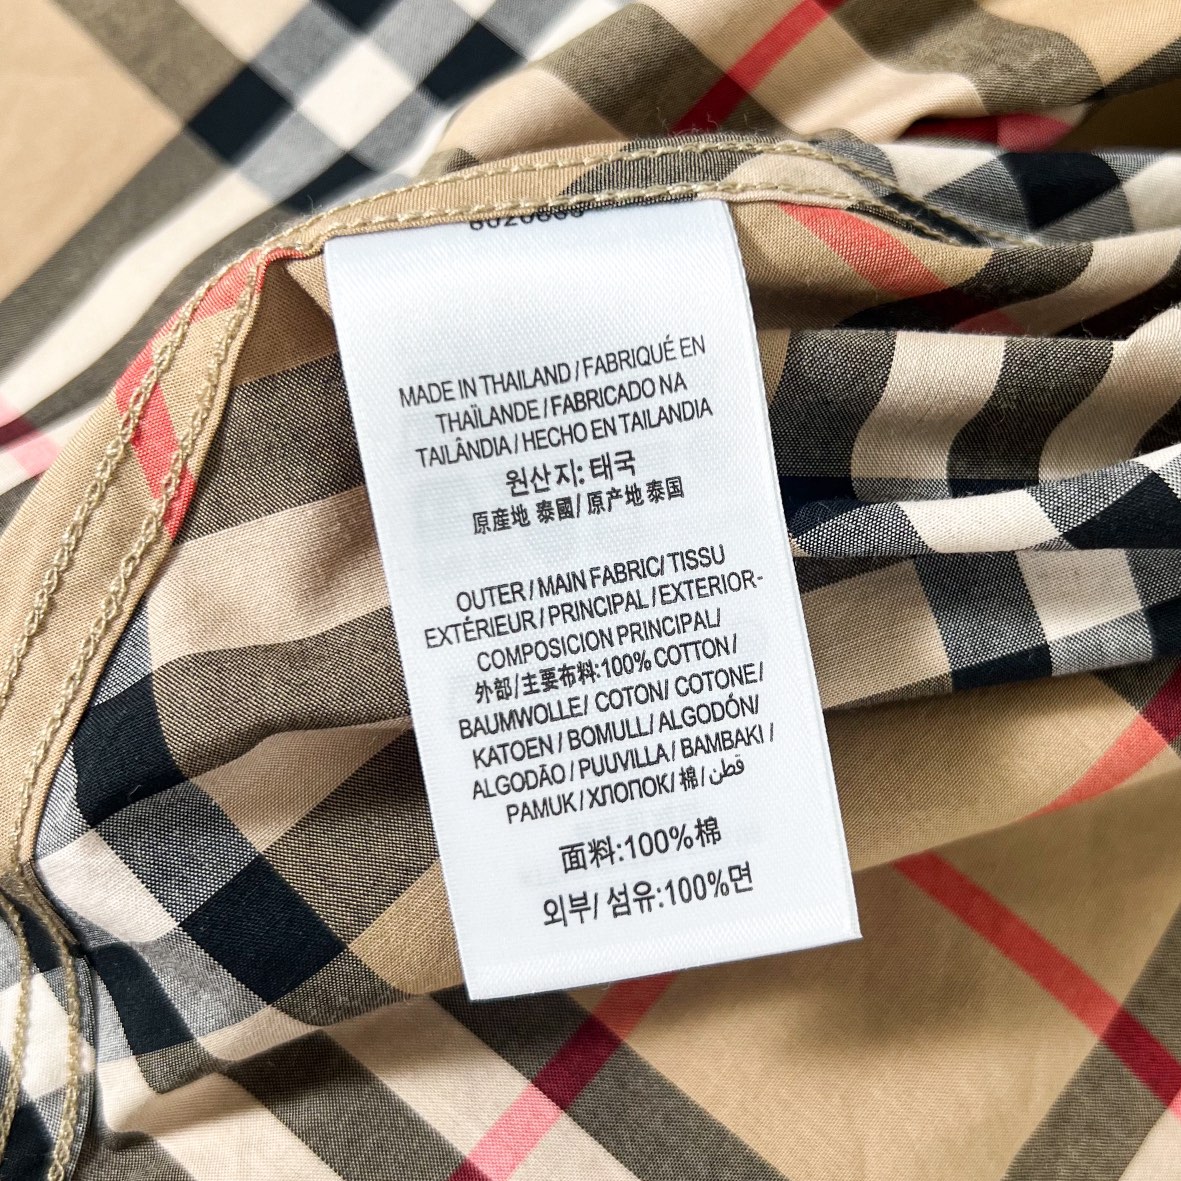 MADE IN THAILAND / FABRIQUÉ EN
THAÏLANDE / FABRICADO NA
TAILÂNDIA / HECHO EN TAILANDIA
원산지: 태국
原産地 泰國/ 原产地 泰国
OUTER / MAIN FABRIC/ TISSU
EXTÉRIEUR / PRINCIPAL / EXTERIOR-
COMPOSICION PRINCIPAL/
外部/主要布料:100% COTTON /
BAUMWOLLE/ COTON/ COTONE/
KATOEN / BOMULL/ ALGODÓN/
ALGODÃO / PUUVILLA / BAMBAKI /
PAMUK / ХЛОПОК/ 棉/ قطن
面料:100%棉
외부/ 섬유:100%면